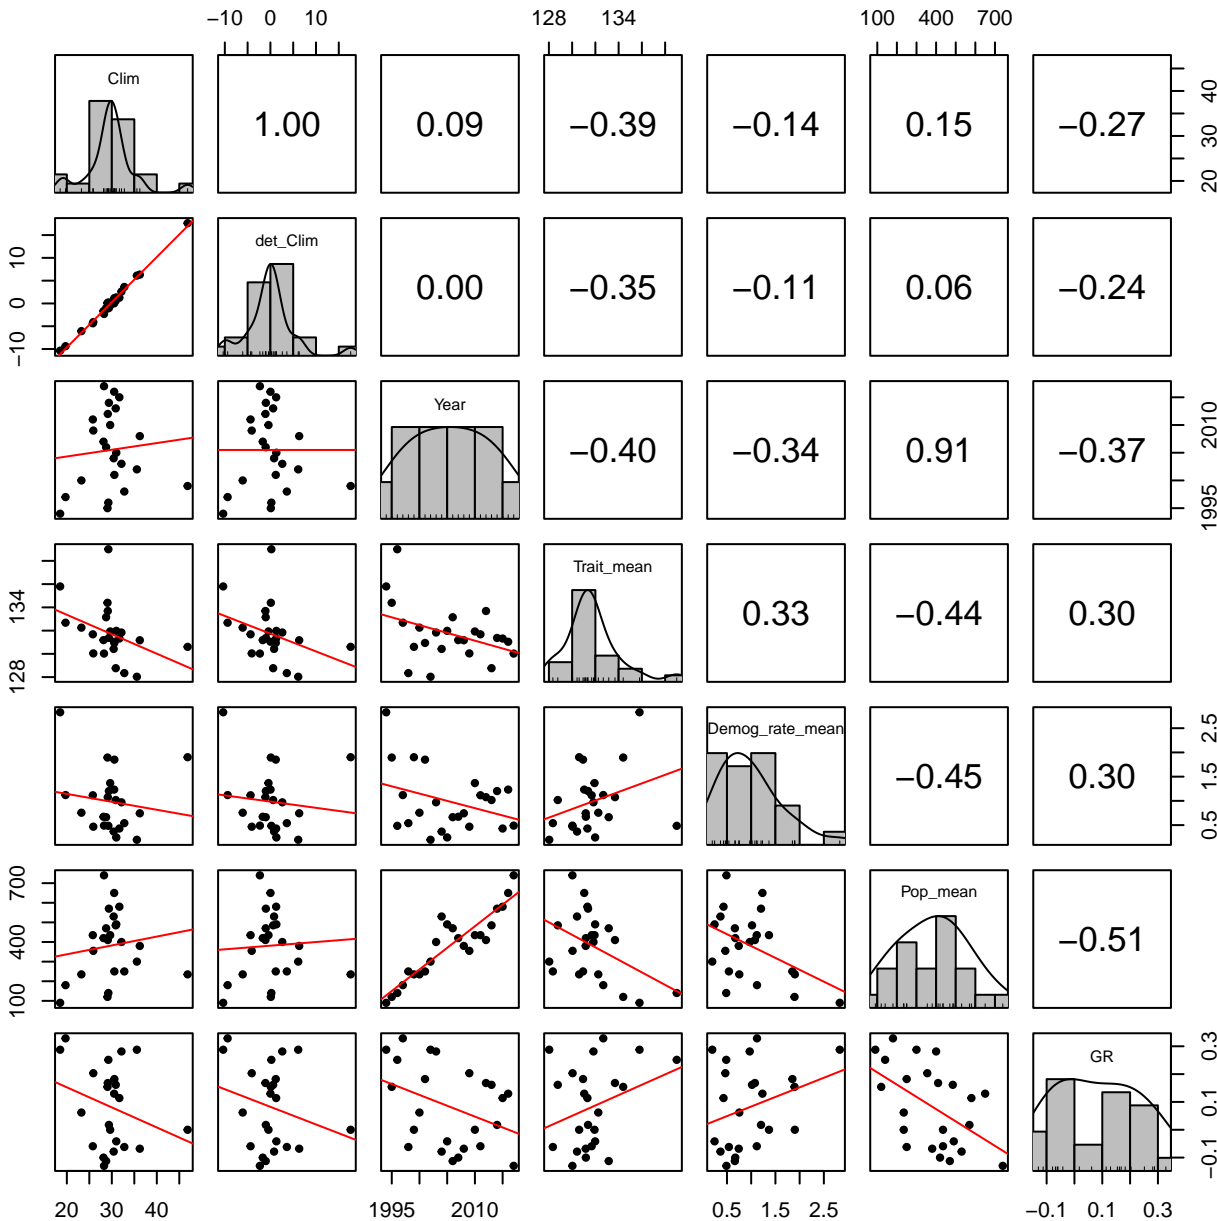 −10 0 10 128 134 100 400 700
Clim
1.00 0.09 −0.39 −0.14 0.15 −0.27
20 30 40
det_Clim
0.00 −0.35 −0.11 0.06 −0.24
−10 0 10
Year
−0.40 −0.34 0.91 −0.37
1995 2010
Trait_mean
0.33 −0.44 0.30
128 134
Demog_rate_mean
−0.45 0.30
0.5 1.5 2.5
Pop_mean
−0.51
100 400 700
GR
−0.1 0.1 0.3
20 30 40 1995 2010 0.5 1.5 2.5 −0.1 0.1 0.3